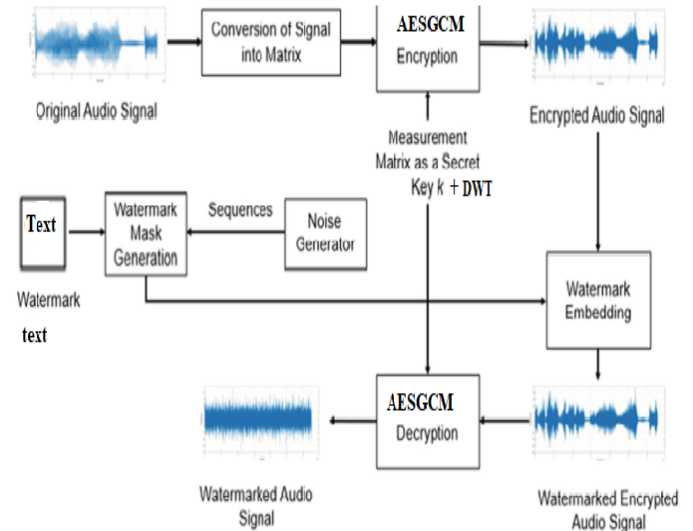 Original Audio Signal
Conversion of Signal
into Matrix
AESGCM
Encryption
Encrypted Audio Signal
Measurement
Matrix as a Secret
Key k + DWT
Text
Watermark
text
Watermark
Mask
Generation
Sequences
Noise
Generator
Watermark
Embedding
AESGCM
Decryption
Watermarked Audio
Signal
Watermarked Encrypted
Audio Signal